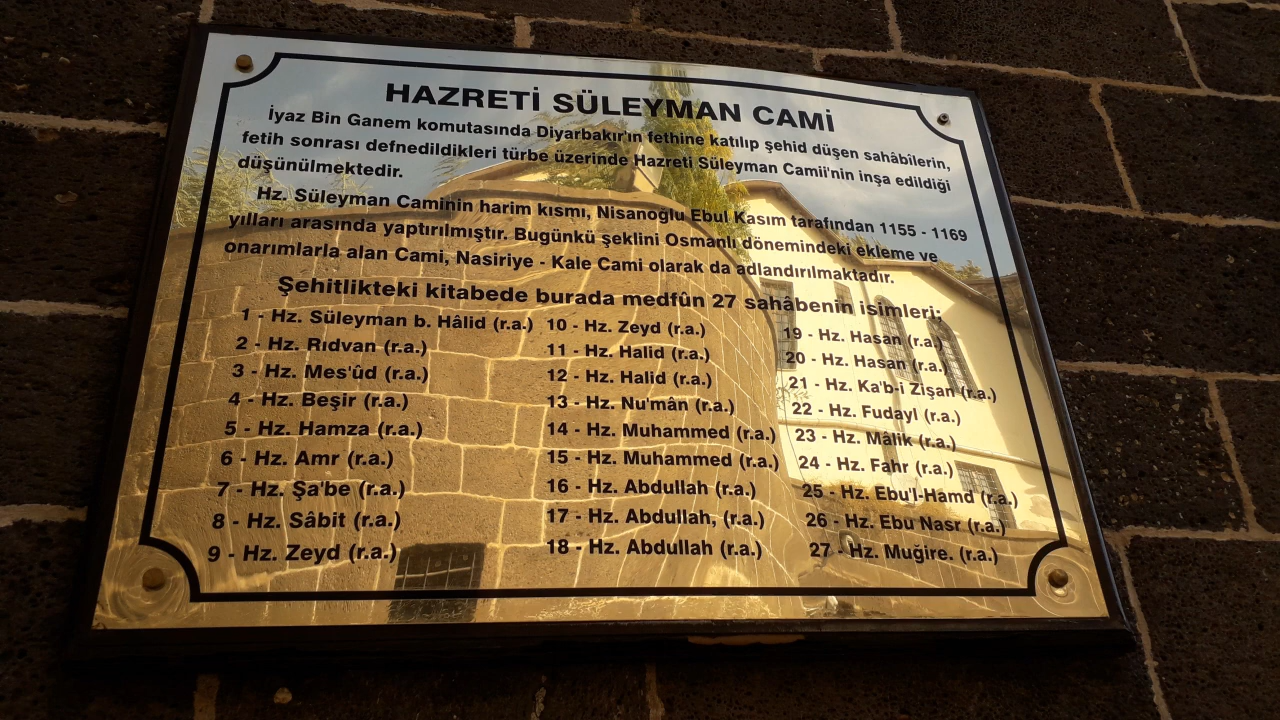 HAZRETİ SÜLEYMAN CAMİ
İyaz Bin Ganem komutasında Diyarbakır'ın fethine katılıp şehid düşen sahâbilerin,
fetih sonrası defnedildikleri türbe üzerinde Hazreti Süleyman Camii'nin inşa edildiği
düşünülmektedir.
Hz. Süleyman Caminin harim kısmı, Nisanoğlu Ebul Kasım tarafından 1155 - 1169
yılları arasında yaptırılmıştır. Bugünkü şeklini Osmanlı dönemindeki ekleme ve
onarımlarla alan Cami, Nasiriye - Kale Cami olarak da adlandırılmaktadır.
Şehitlikteki kitabede burada medfûn 27 sahâbenin isimleri;
1 - Hz. Süleyman b. Hâlid (r.a.)
2 - Hz. Rıdvan (r.a.)
3 - Hz. Mes'ûd (r.a.)
4 - Hz. Beşir (r.a.)
5 - Hz. Hamza (r.a.)
6 - Hz. Amr (r.a.)
7 - Hz. Şa'be (r.a.)
8 - Hz. Sâbit (r.a.)
9 - Hz. Zeyd (r.a.)
10 - Hz. Zeyd (r.a.)
11 - Hz. Halid (r.a.)
12 - Hz. Halid (r.a.)
13 - Hz. Nu'mân (r.a.)
14 - Hz. Muhammed (r.a.)
15 - Hz. Muhammed (r.a.)
16 - Hz. Abdullah (r.a.)
17 - Hz. Abdullah, (r.a.)
18 - Hz. Abdullah (r.a.)
19 - Hz. Hasan (r.a.)
20 - Hz. Hasan (r.a.)
21 - Hz. Ka'b-i Zişan (r.a.)
22 - Hz. Fudayl (r.a.)
23 - Hz. Mâlik (r.a.)
24 - Hz. Fahr (r.a.)
25 - Hz. Ebu'l-Hamd (r.a.)
26 - Hz. Ebu Nasr (r.a.)
27 - Hz. Muğire. (r.a.)